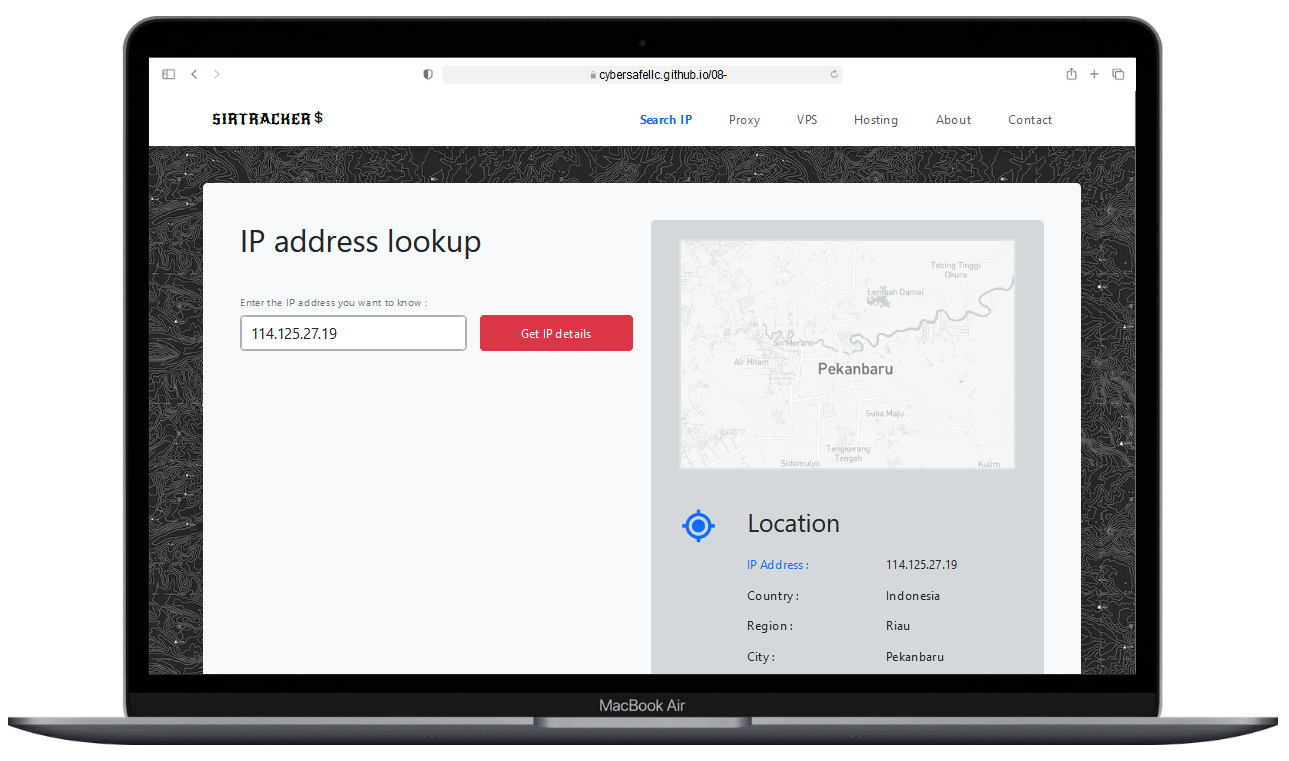 cybersafellc.github.io/08-
SIRTRACKER $
Search IP
Proxy
VPS
Hosting
About
Contact
IP address lookup
Enter the IP address you want to know :
114.125.27.19
Get IP details
Tebing Tinggi
Okura
Lembah Damai
Sri Meranti
Air Hitam
Pekanbaru
Suka Maju
Tengkerang
Tengah
Sidomulyo
Kulim
Location
IP Address : 114.125.27.19
Country : Indonesia
Region : Riau
City : Pekanbaru
MacBook Air